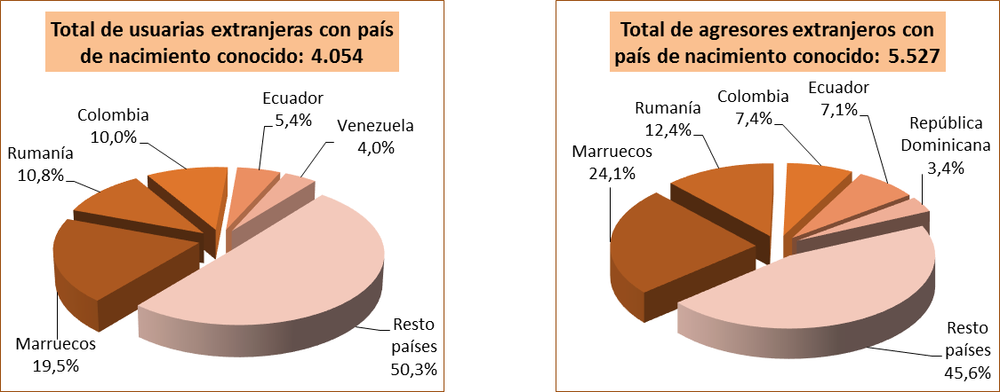 Total de usuarias extranjeras con país
de nacimiento conocido: 4.054
Ecuador
5,4%
Colombia
10,0%
Venezuela
4,0%
Rumanía
10,8%
Marruecos
19,5%
Resto
países
50,3%
Total de agresores extranjeros con
país de nacimiento conocido: 5.527
Ecuador
7,1%
Colombia
7,4%
Rumanía
12,4%
República
Dominicana
3,4%
Marruecos
24,1%
Resto
países
45,6%